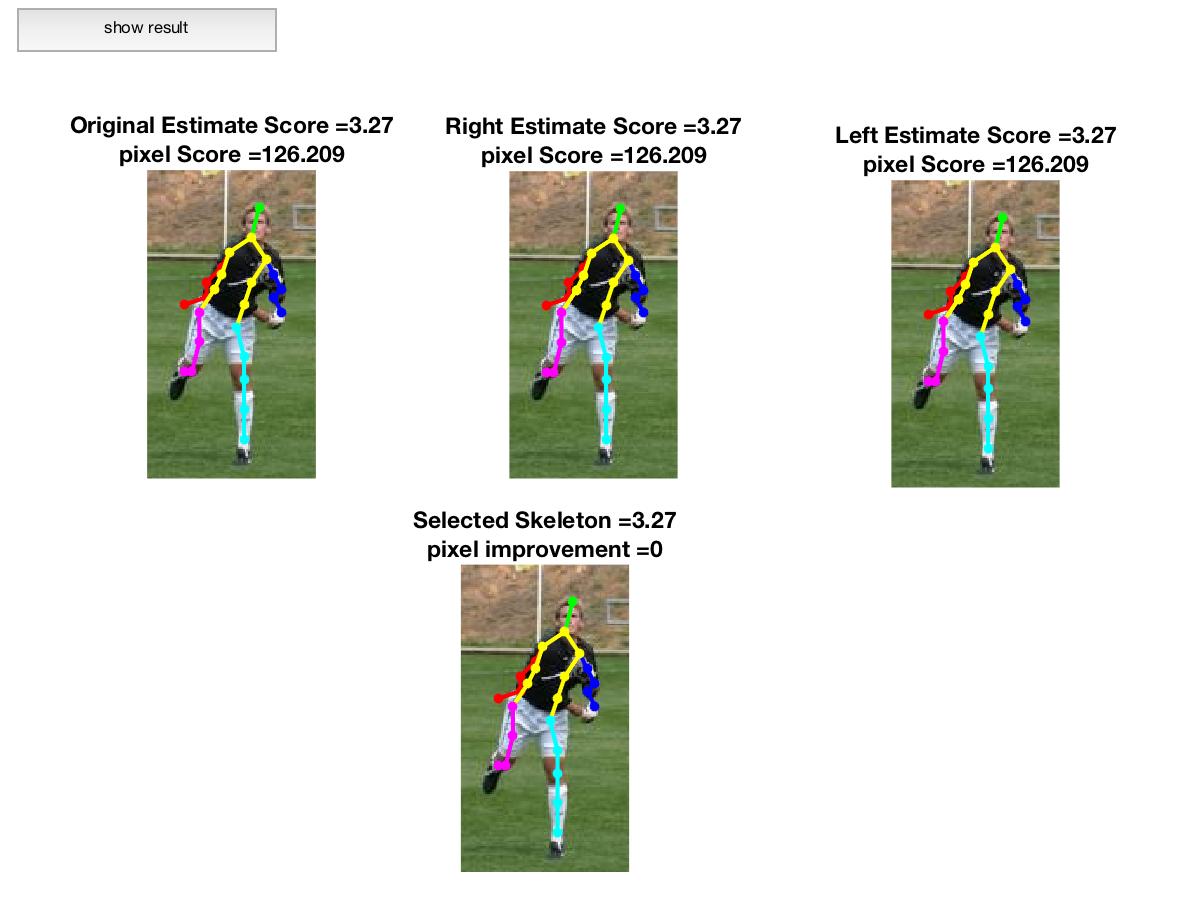 show result
Original Estimate Score =3.27
pixel Score =126.209
Right Estimate Score =3.27
pixel Score =126.209
Left Estimate Score =3.27
pixel Score =126.209
Selected Skeleton =3.27
pixel improvement =0